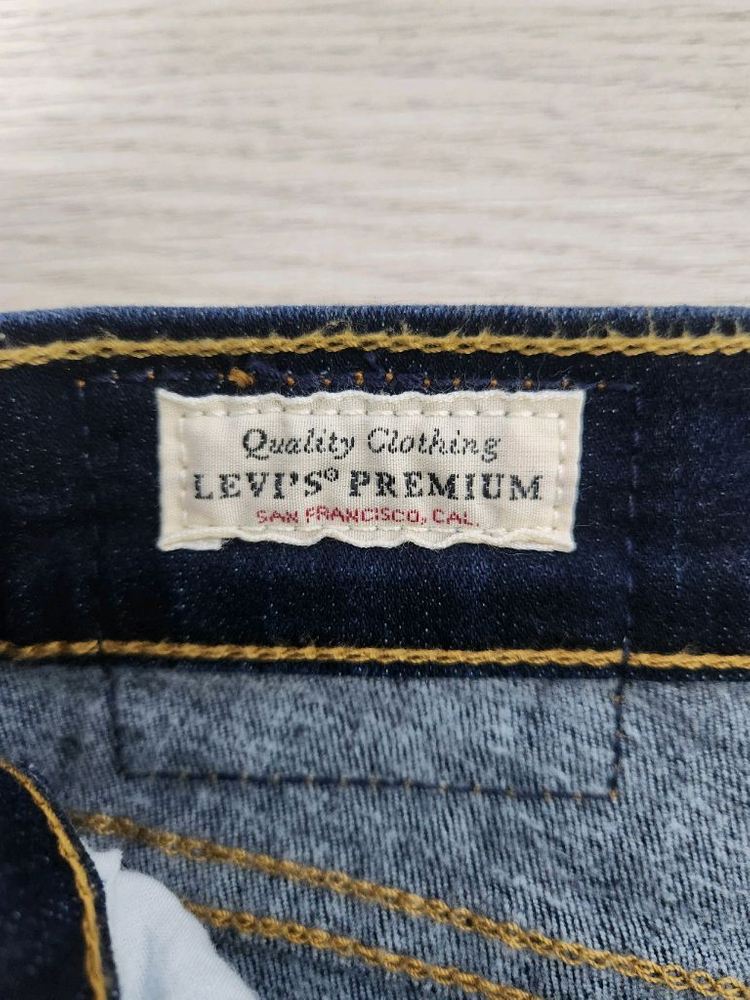 Quality Clothing
LEVI'S® PREMIUM
SAN FRANCISCO, CAL.